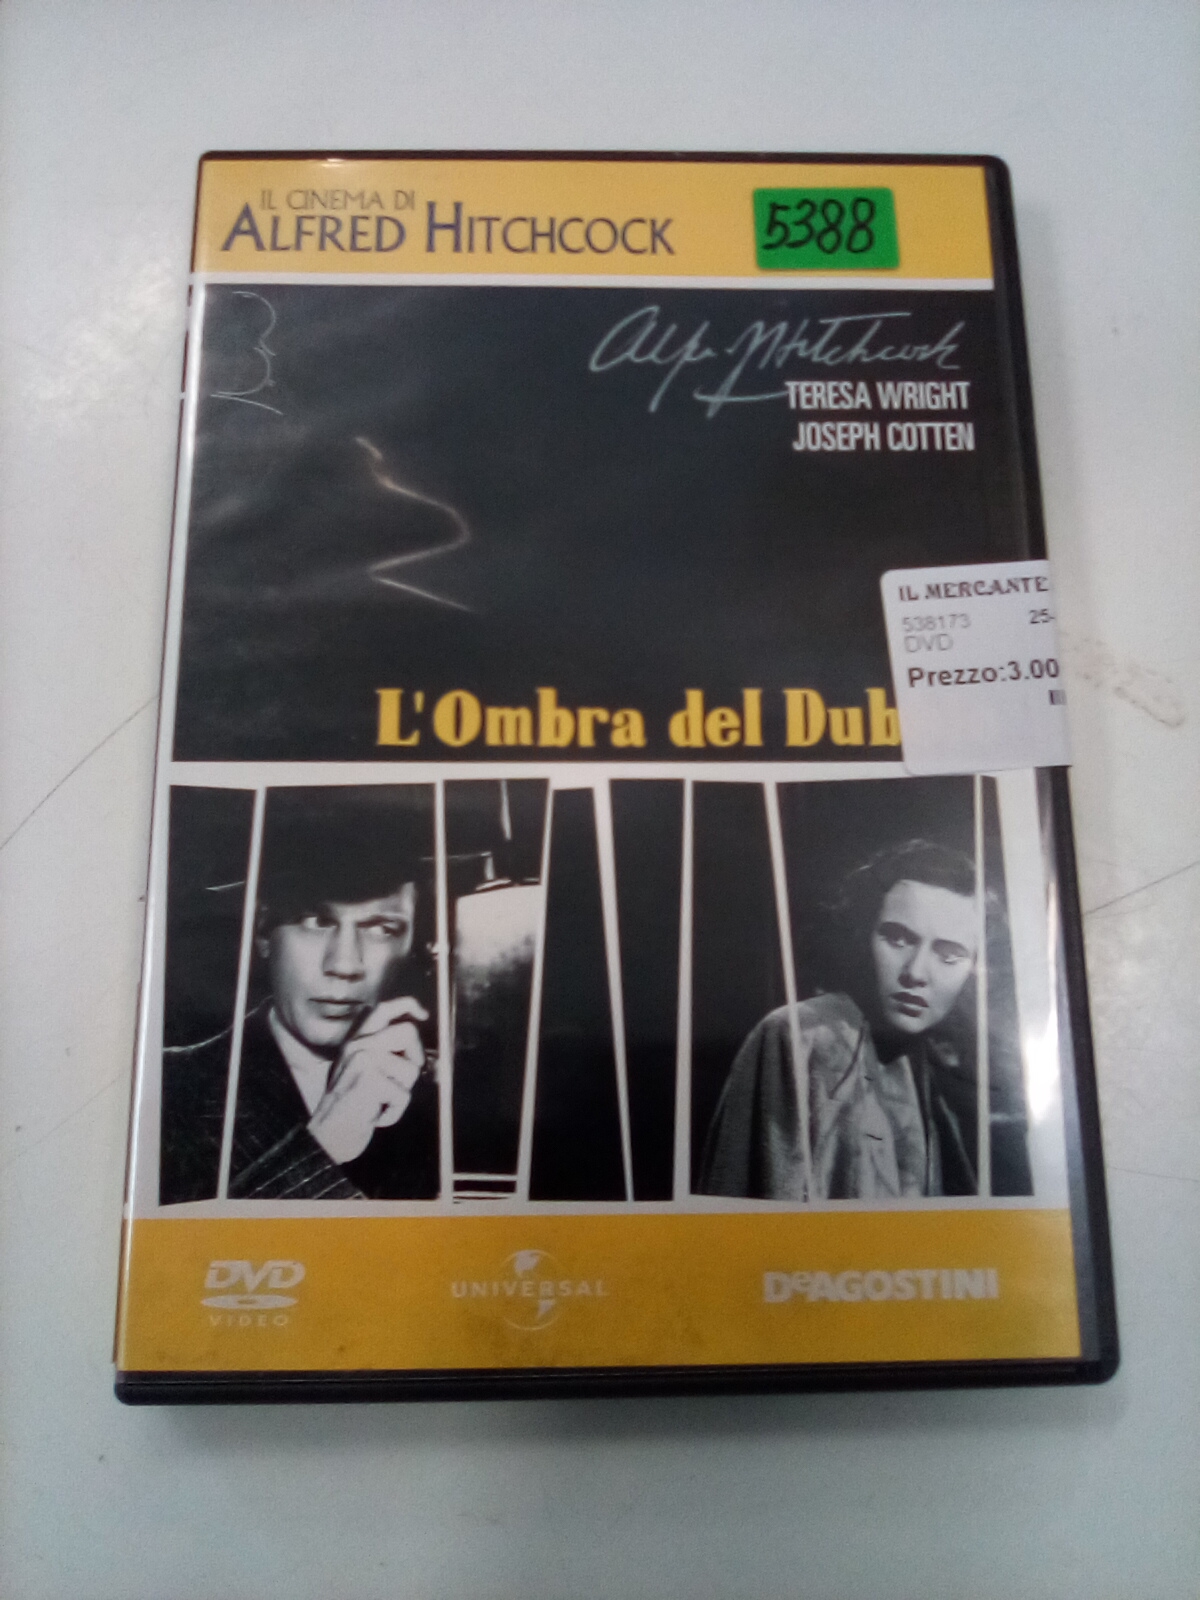 IL CINEMA DI
ALFRED HITCHCOCK
5388
Alfred Hitchcock
TERESA WRIGHT
JOSEPH COTTEN
IL MERCANTE
538173 25-
DVD
Prezzo:3.00
L'Ombra del Dub
DVD
VIDEO
UNIVERSAL
DeAGOSTINI